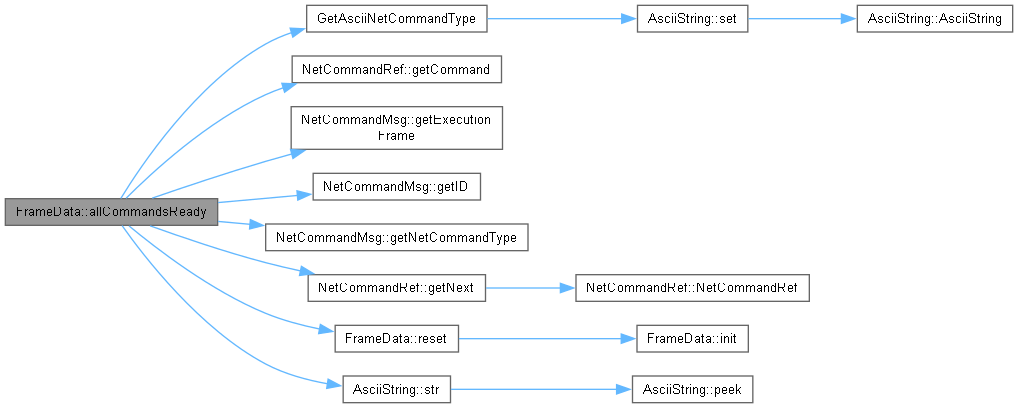 GetAsciiNetCommandType
AsciiString::set
AsciiString::AsciiString
NetCommandRef::getCommand
NetCommandMsg::getExecution
Frame
NetCommandMsg::getID
FrameData::allCommandsReady
NetCommandMsg::getNetCommandType
NetCommandRef::getNext
NetCommandRef::NetCommandRef
FrameData::reset
FrameData::init
AsciiString::str
AsciiString::peek